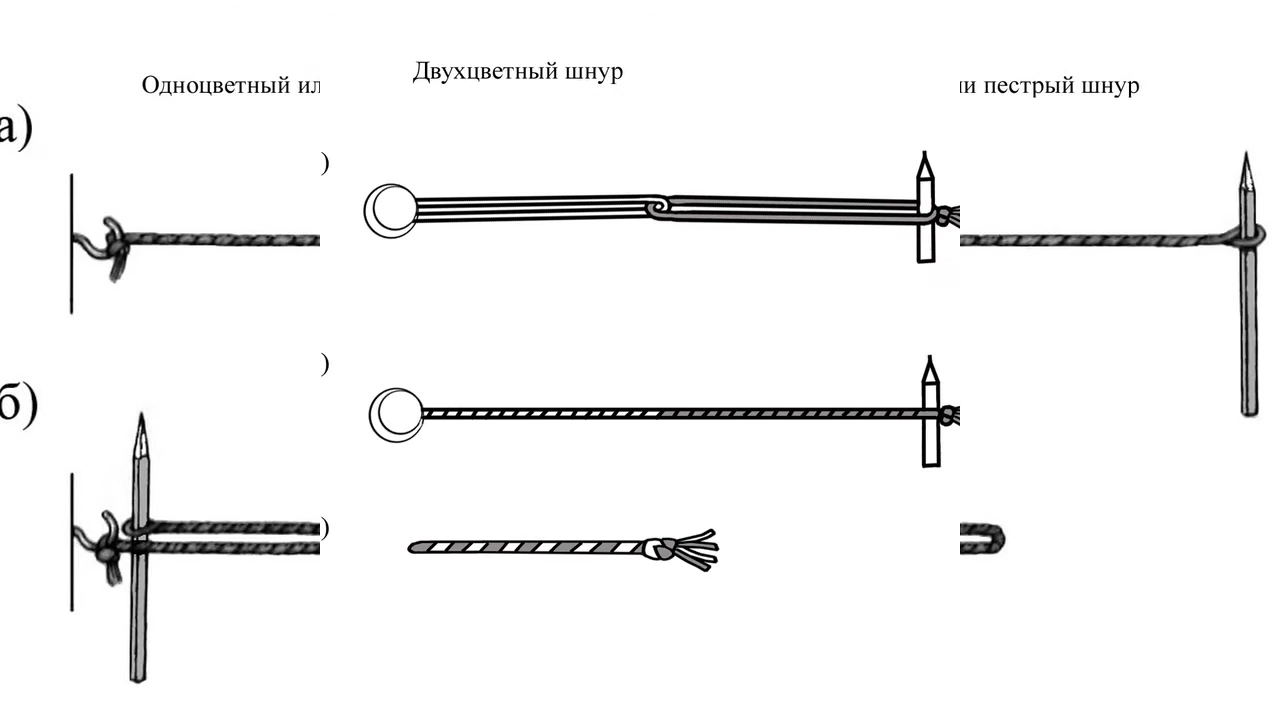 Двухцветный шнур
Одноцветный ил
и пестрый шнур
а)
)
)
б)
)